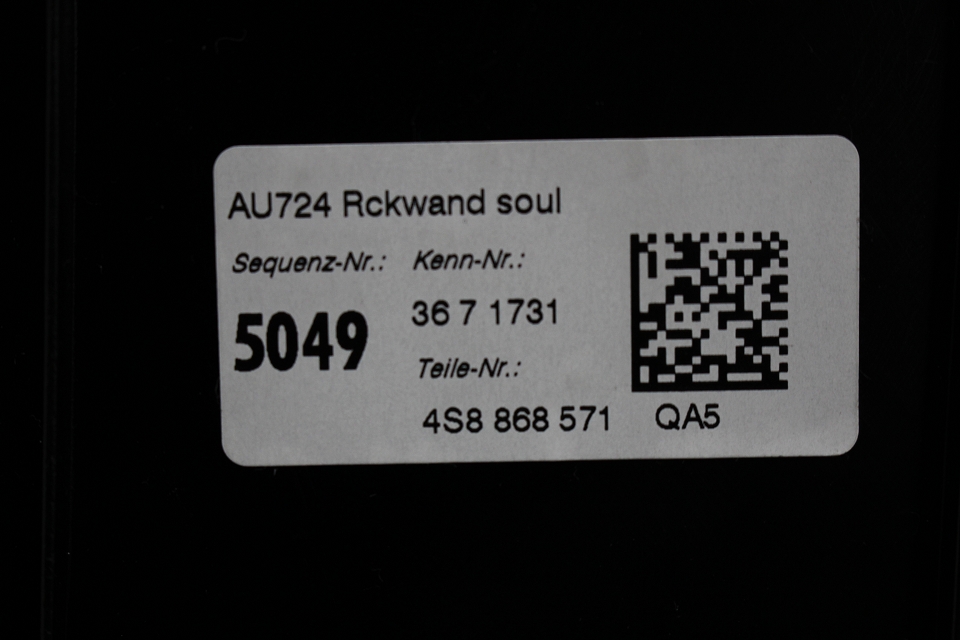 AU724 Rckwand soul
Sequenz-Nr.: Kenn-Nr.:
5049 36 7 1731
Teile-Nr.:
4S8 868 571 QA5